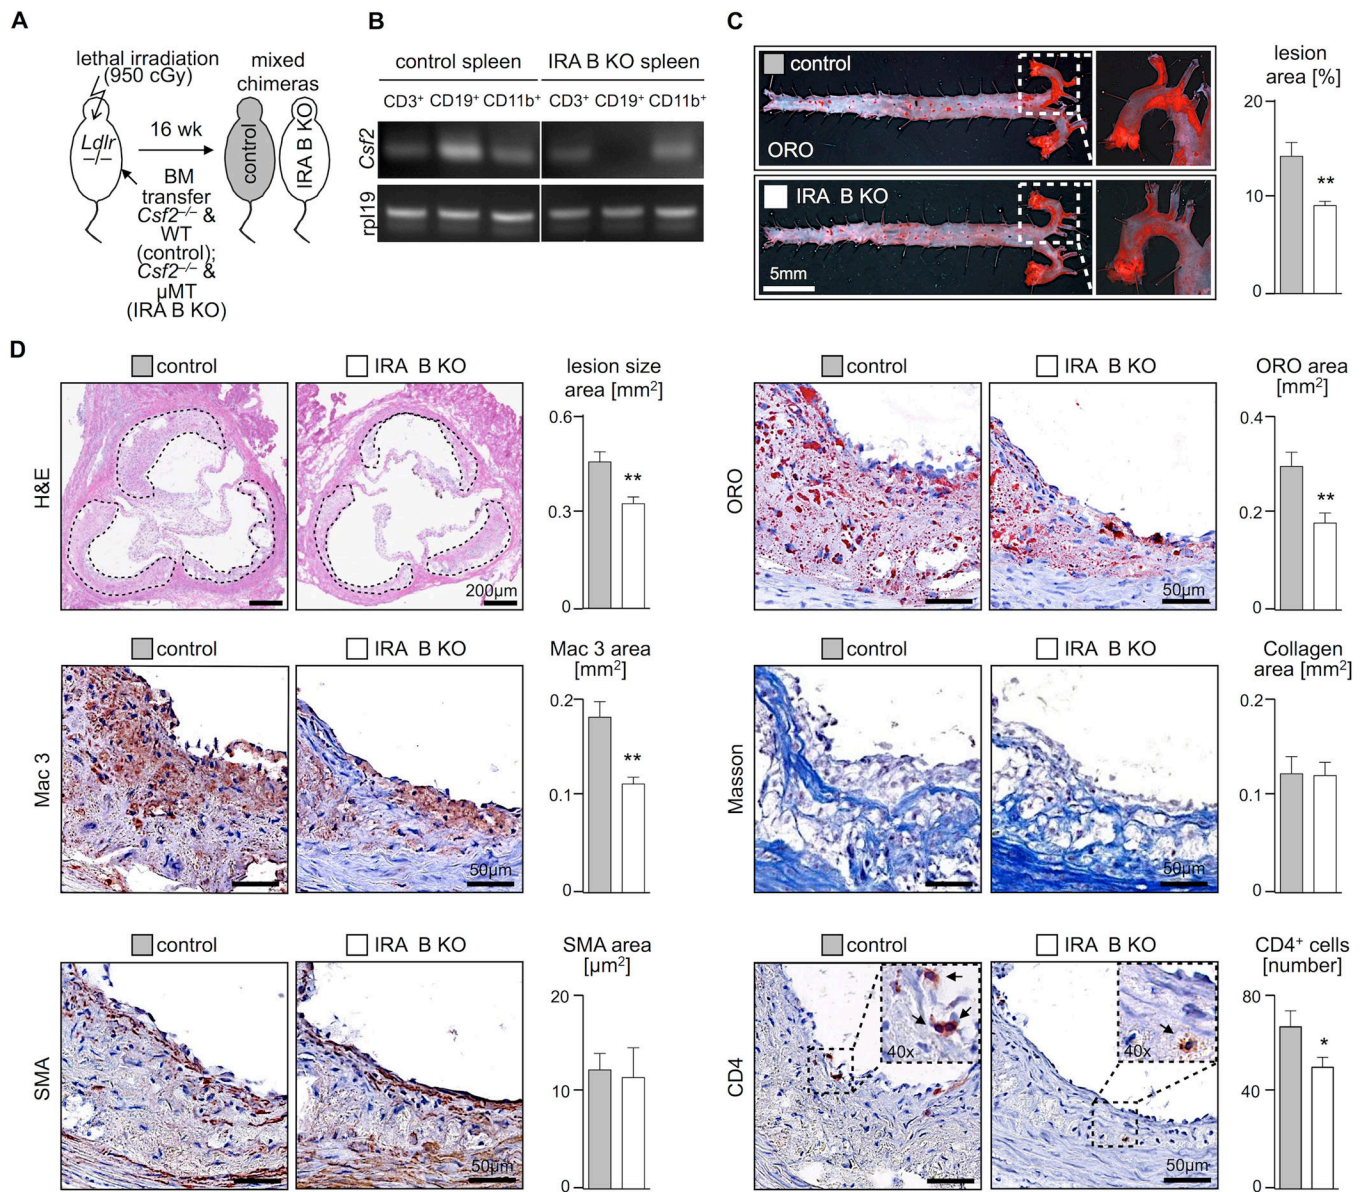 A
lethal irradiation
(950 cGy)
mixed
chimeras
Ldlr
–/–
16 wk
control
IRA B KO
BM
transfer
Csf2–/– &
WT
(control);
Csf2–/– &
µMT
(IRA B KO)
B
control spleen IRA B KO spleen
CD3+ CD19+ CD11b+ CD3+ CD19+ CD11b+
Csf2
rpl19
C
control
ORO
IRA B KO
5mm
lesion
area [%]
20
10
**
0
D
control IRA B KO
H&E
200µm
lesion size
area [mm2]
0.6
0.3
**
0
control IRA B KO
ORO
50µm
ORO area
[mm2]
0.4
0.2
**
0
control IRA B KO
Mac 3
50µm
Mac 3 area
[mm2]
0.2
0.1
**
0
control IRA B KO
Masson
50µm
Collagen
area [mm2]
0.2
0.1
0
control IRA B KO
SMA
50µm
SMA area
[µm2]
20
10
0
control IRA B KO
CD4
40x
40x
50µm
CD4+ cells
[number]
80
40
*
0